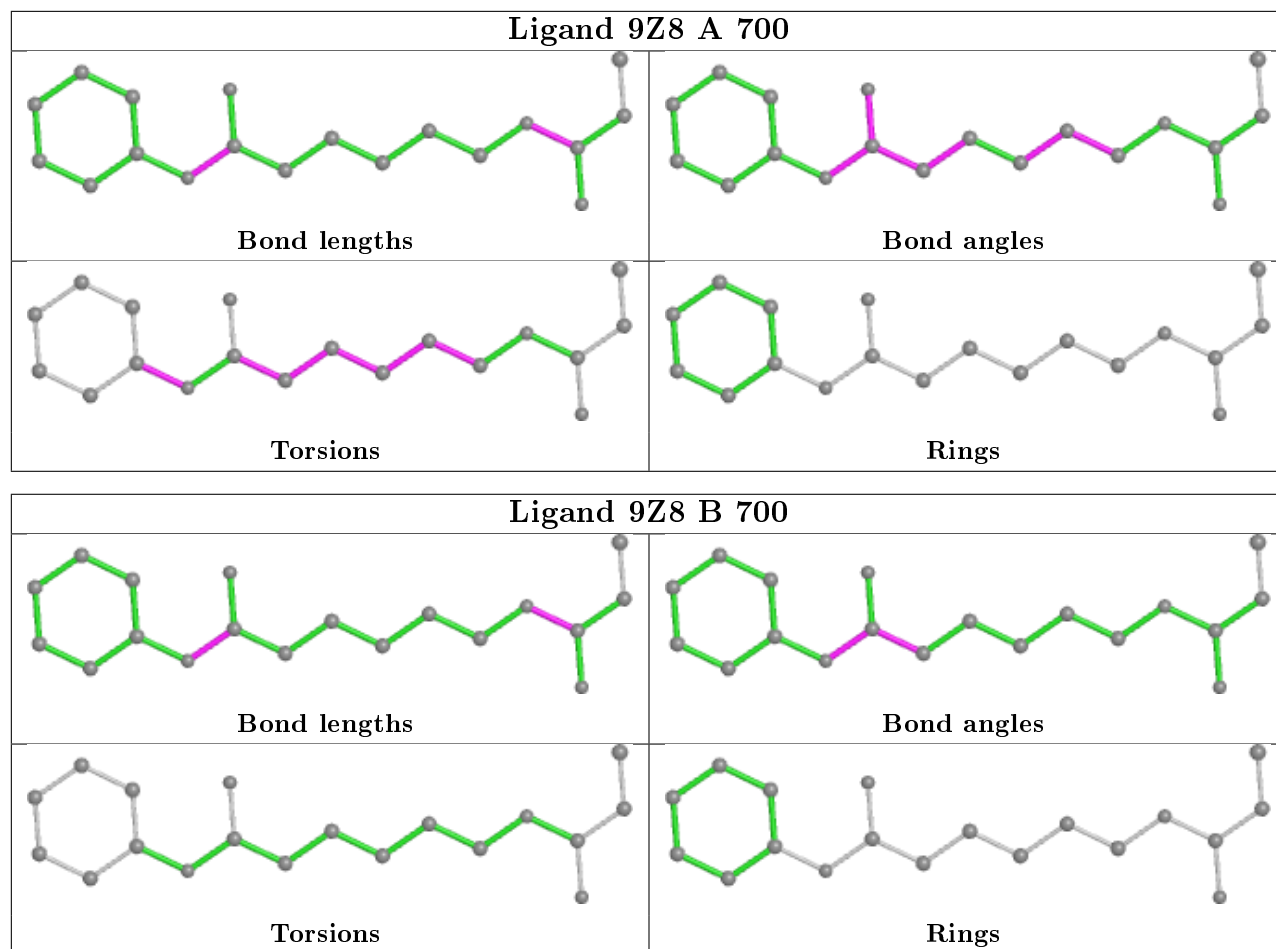 Ligand 9Z8 A 700
Bond lengths
Bond angles
Torsions
Rings
Ligand 9Z8 B 700
Bond lengths
Bond angles
Torsions
Rings